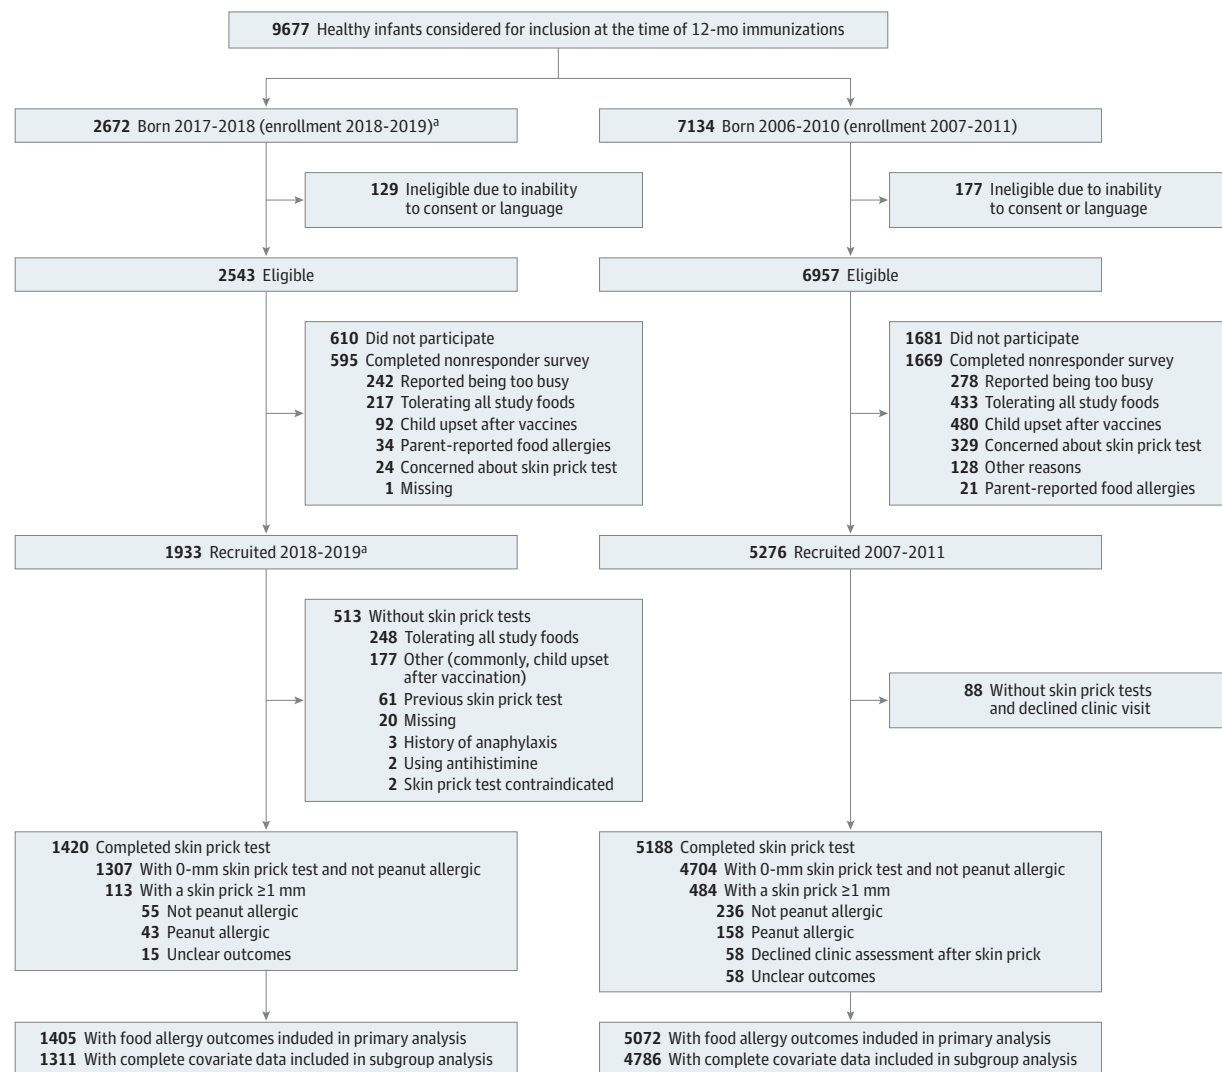 9677 Healthy infants considered for inclusion at the time of 12-mo immunizations
2672 Born 2017-2018 (enrollment 2018-2019)a
7134 Born 2006-2010 (enrollment 2007-2011)
129 Ineligible due to inability
to consent or language
177 Ineligible due to inability
to consent or language
2543 Eligible
6957 Eligible
610 Did not participate
595 Completed nonresponder survey
242 Reported being too busy
217 Tolerating all study foods
92 Child upset after vaccines
34 Parent-reported food allergies
24 Concerned about skin prick test
1 Missing
1681 Did not participate
1669 Completed nonresponder survey
278 Reported being too busy
433 Tolerating all study foods
480 Child upset after vaccines
329 Concerned about skin prick test
128 Other reasons
21 Parent-reported food allergies
1933 Recruited 2018-2019a
5276 Recruited 2007-2011
513 Without skin prick tests
248 Tolerating all study foods
177 Other (commonly, child upset
after vaccination)
61 Previous skin prick test
20 Missing
3 History of anaphylaxis
2 Using antihistimine
2 Skin prick test contraindicated
88 Without skin prick tests
and declined clinic visit
1420 Completed skin prick test
1307 With 0-mm skin prick test and not peanut allergic
113 With a skin prick ≥1 mm
55 Not peanut allergic
43 Peanut allergic
15 Unclear outcomes
5188 Completed skin prick test
4704 With 0-mm skin prick test and not peanut allergic
484 With a skin prick ≥1 mm
236 Not peanut allergic
158 Peanut allergic
58 Declined clinic assessment after skin prick
58 Unclear outcomes
1405 With food allergy outcomes induded in primary analysis
1311 With complete covariate data included in subgroup analysis
5072 With food allergy outcomes induded in primary analysis
4786 With complete covariate data included in subgroup analysis